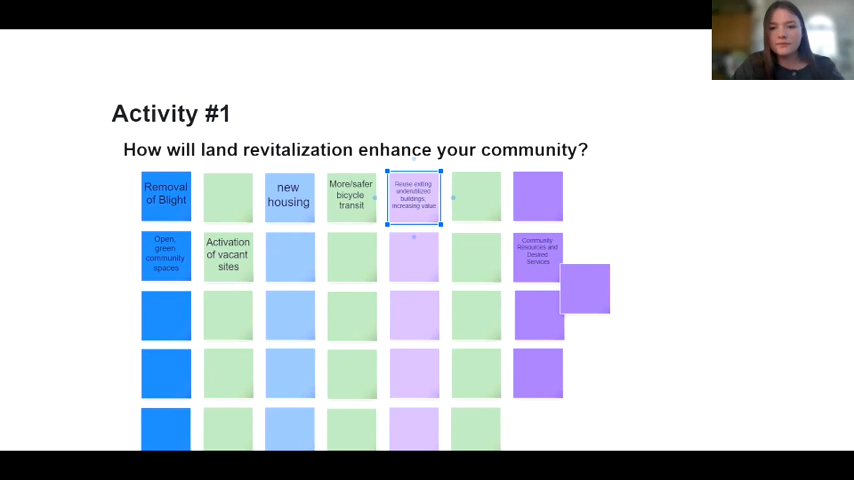 Activity #1
How will land revitalization enhance your community?
Removal
of Blight
new
housing
More/safer
bicycle
transit
Reuse exiting
underutilized
buildings;
increasing value
Open,
green
community
spaces
Activation
of vacant
sites
Community
Resources and
Desired
Services